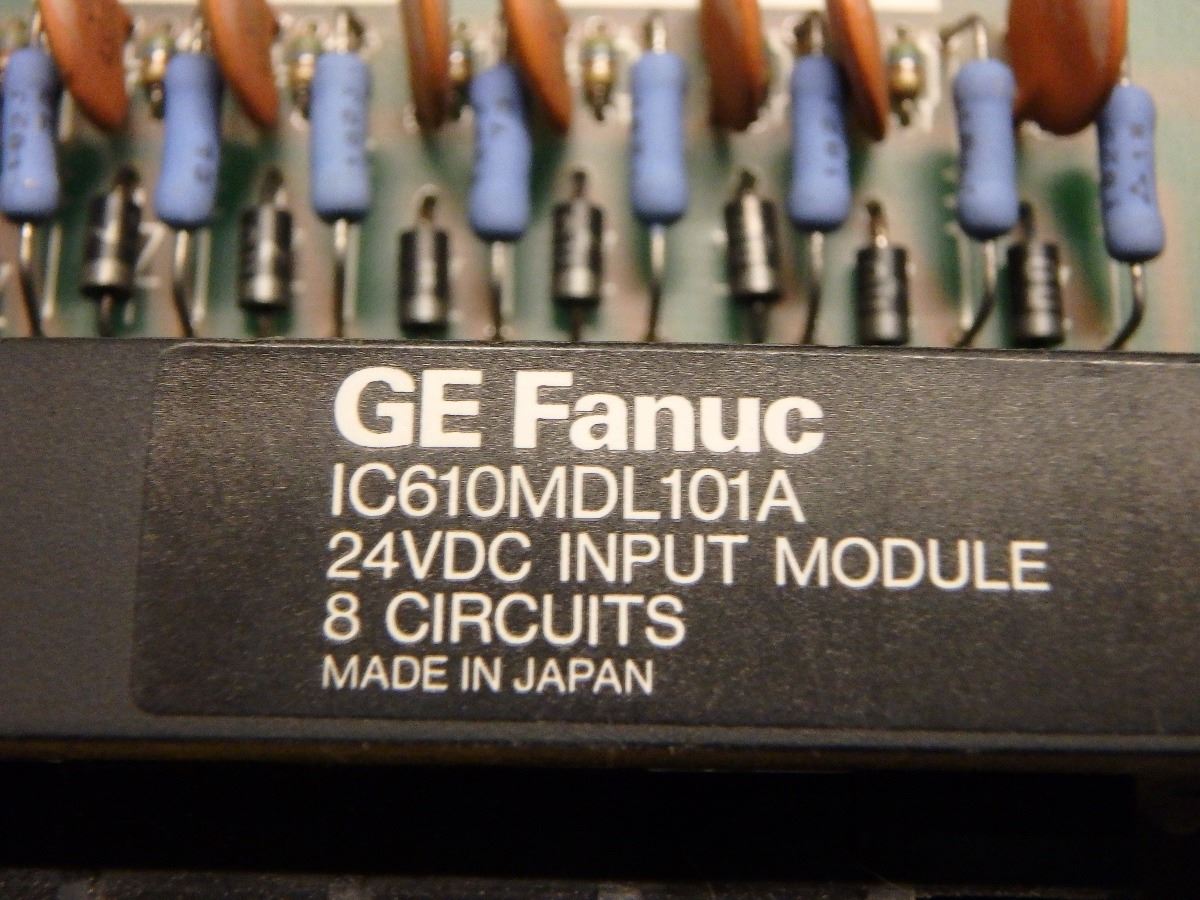 GE Fanuc
IC610MDL101A
24VDC INPUT MODULE
8 CIRCUITS
MADE IN JAPAN